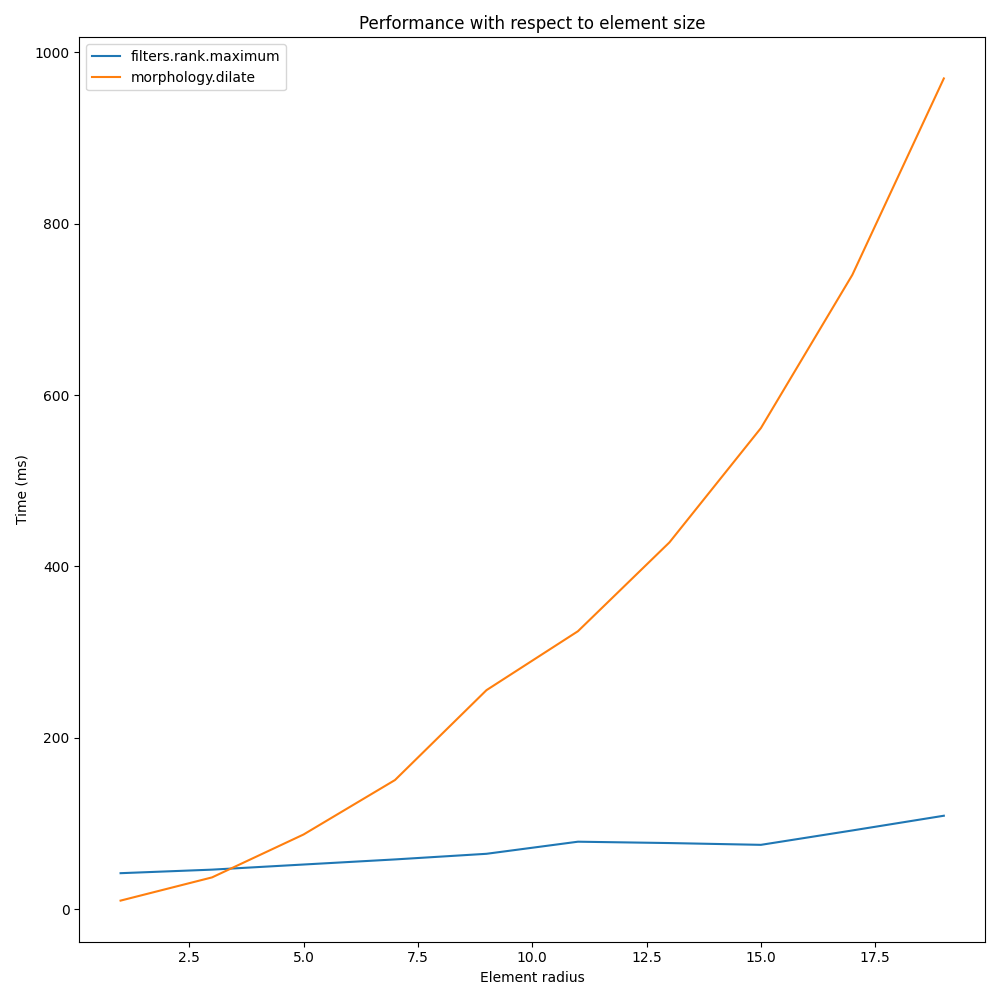 Performance with respect to element size
filters.rank.maximum
morphology.dilate
1000
800
600
400
200
0
Time (ms)
2.5 5.0 7.5 10.0 12.5 15.0 17.5
Element radius